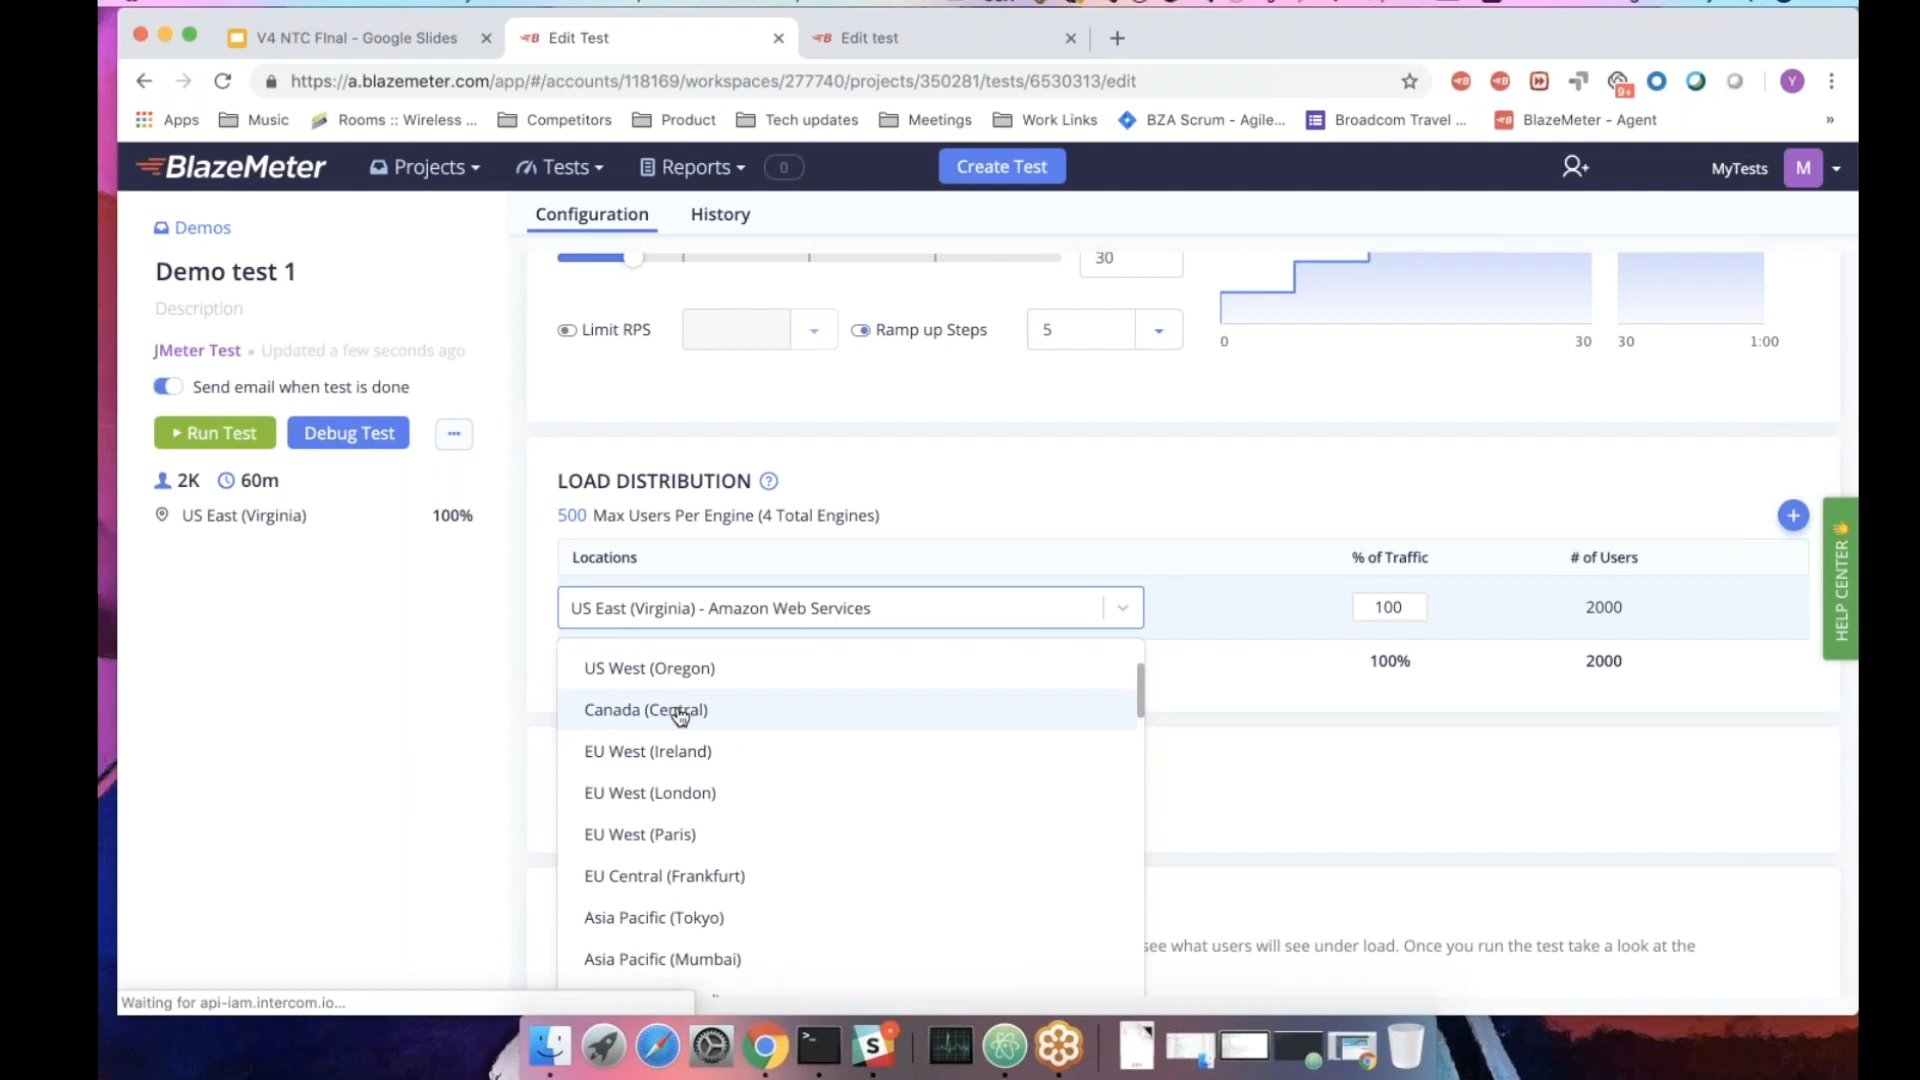 V4 NTC FInal - Google Slides
Edit Test
Edit test
https://a.blazemeter.com/app/#/accounts/118169/workspaces/277740/projects/350281/tests/6530313/edit
9+
Y
Apps
Music
Rooms :: Wireless ...
Competitors
Product
Tech updates
Meetings
Work Links
BZA Scrum - Agile...
Broadcom Travel ...
BlazeMeter - Agent
»
BlazeMeter
Projects
Tests
Reports
0
Create Test
MyTests
M
Demos
Configuration
History
Demo test 1
Description
30
JMeter Test • Updated a few seconds ago
Limit RPS
Ramp up Steps
5
0
30
30
1:00
Send email when test is done
Run Test
Debug Test
...
2K
60m
US East (Virginia)
100%
LOAD DISTRIBUTION ?
500 Max Users Per Engine (4 Total Engines)
+
Locations
% of Traffic
# of Users
US East (Virginia) - Amazon Web Services
100
2000
100%
2000
HELP CENTER
US West (Oregon)
Canada (Central)
EU West (Ireland)
EU West (London)
EU West (Paris)
EU Central (Frankfurt)
Asia Pacific (Tokyo)
Asia Pacific (Mumbai)
see what users will see under load. Once you run the test take a look at the
Waiting for api-iam.intercom.io...
S